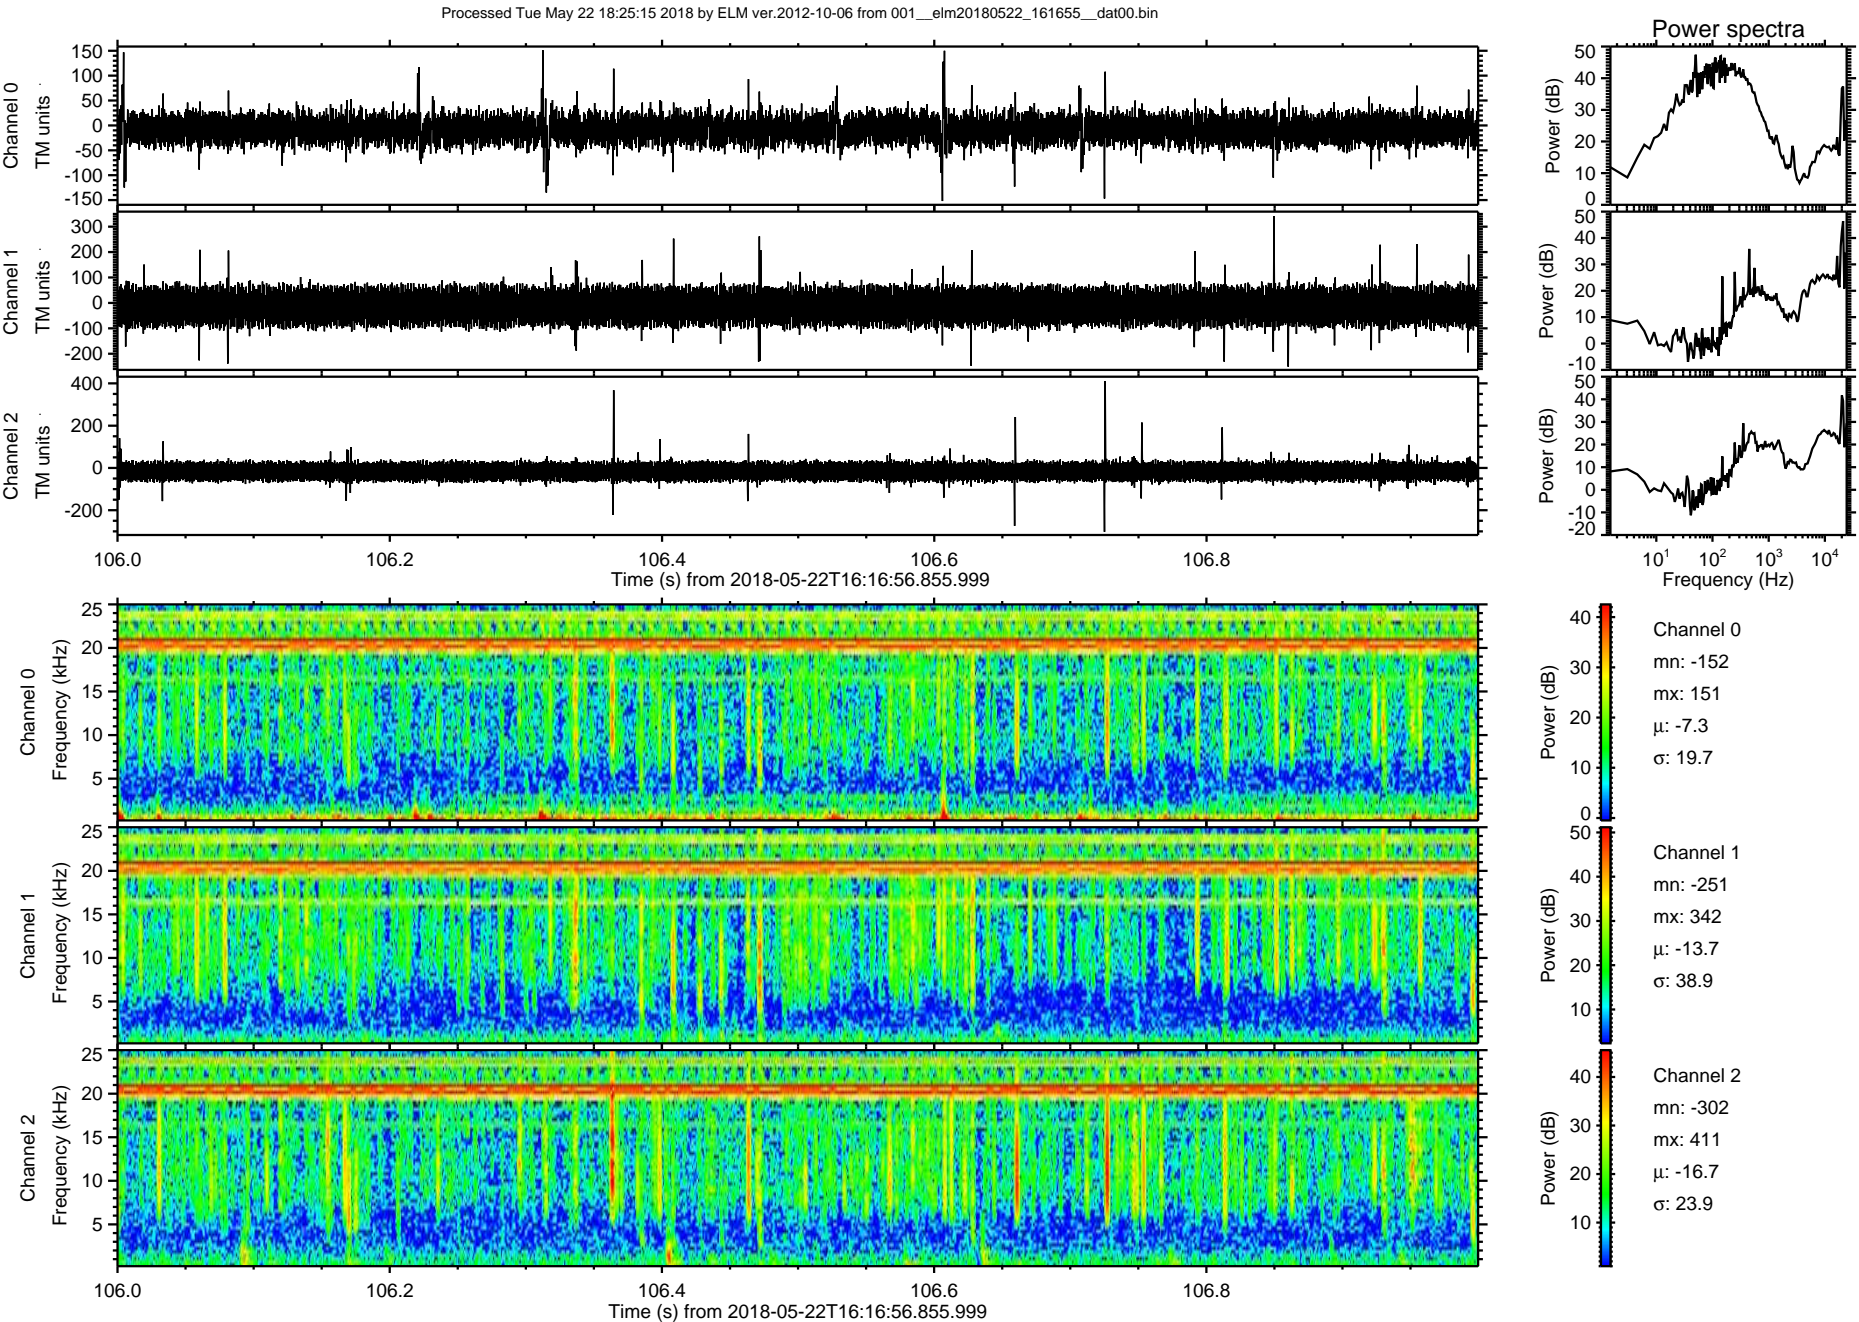 Processed Tue May 22 18:25:15 2018 by ELM ver.2012-10-06 from 001__elm20180522_161655__dat00.bin
Power spectra
Channel 0
TM units
150
100
50
0
-50
-100
-150
Power (dB)
50
40
30
20
10
0
Channel 1
TM units
300
200
100
0
-100
-200
Power (dB)
50
40
30
20
10
0
-10
Channel 2
TM units
400
200
0
-200
Power (dB)
50
40
30
20
10
0
-10
-20
106.0 106.2 106.4 106.6 106.8
Time (s) from 2018-05-22T16:16:56.855.999
10¹ 10² 10³ 10⁴
Frequency (Hz)
Channel 0
Frequency (kHz)
25
20
15
10
5
Power (dB)
40
30
20
10
0
Channel 0
mn: -152
mx: 151
μ: -7.3
σ: 19.7
Channel 1
Frequency (kHz)
25
20
15
10
5
Power (dB)
50
40
30
20
10
Channel 1
mn: -251
mx: 342
μ: -13.7
σ: 38.9
Channel 2
Frequency (kHz)
25
20
15
10
5
Power (dB)
40
30
20
10
Channel 2
mn: -302
mx: 411
μ: -16.7
σ: 23.9
106.0 106.2 106.4 106.6 106.8
Time (s) from 2018-05-22T16:16:56.855.999